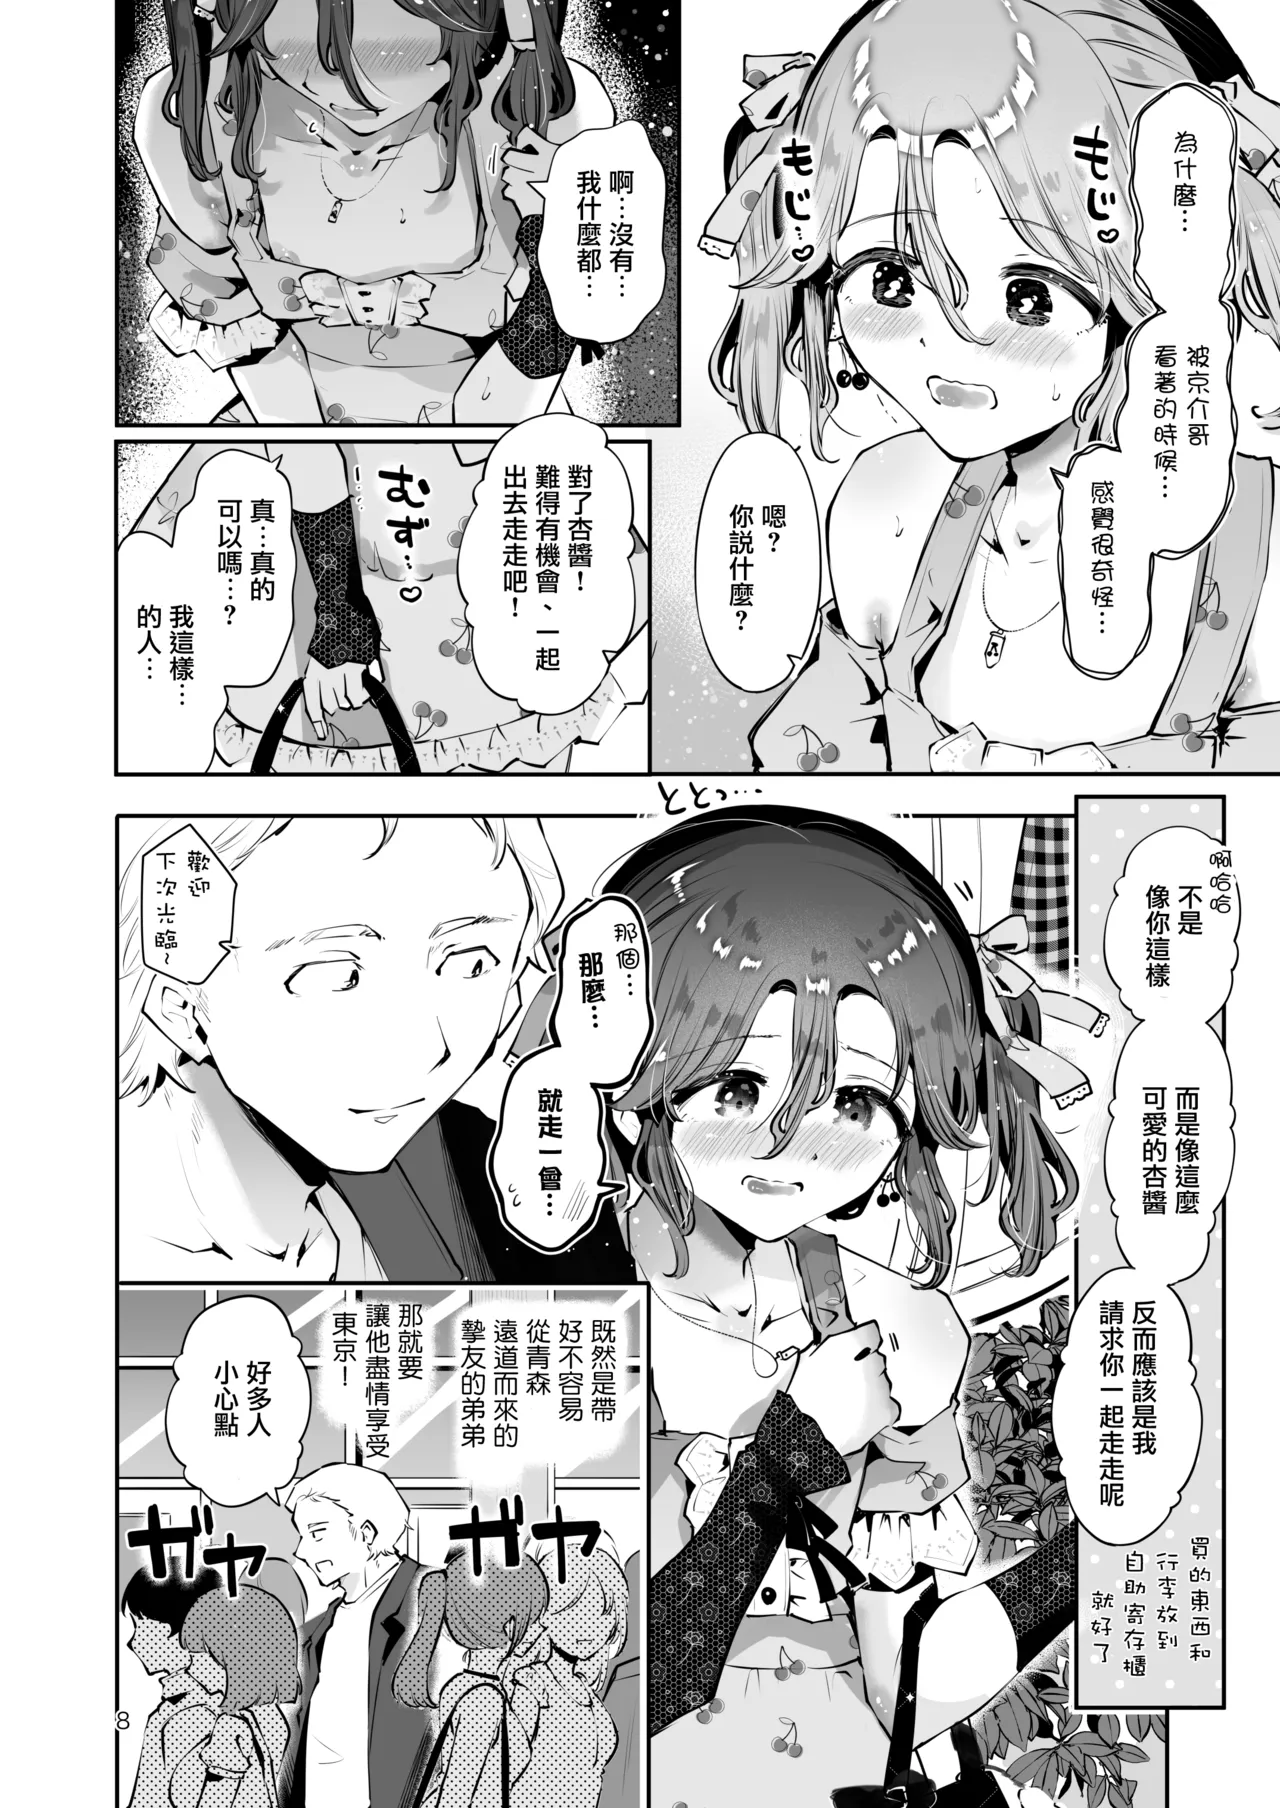 為什麼…
被京介哥
看著的時候…
感覺很奇怪…
もじ…♡
もじ…♡
嗯？
你説什麼？
啊…沒有…
我什麼都…
對了杏醬！
難得有機會、一起
出去走走吧！
むず…♡
真…真的
可以嗎…？
我這樣…
的人…
啊哈哈
不是
像你這樣
而是像這麼
可愛的杏醬
反而應該是我
請求你一起走走呢
買的東西和
行李放到
自助寄存櫃
就好了
ととっ…
那個…
那麼…
就走一會…
歡迎
下次光臨~
既然是帶
好不容易
從青森
遠道而來的
摯友的弟弟
那就要
讓他盡情享受
東京！
好多人
小心點
ガヤ
ガヤ
8